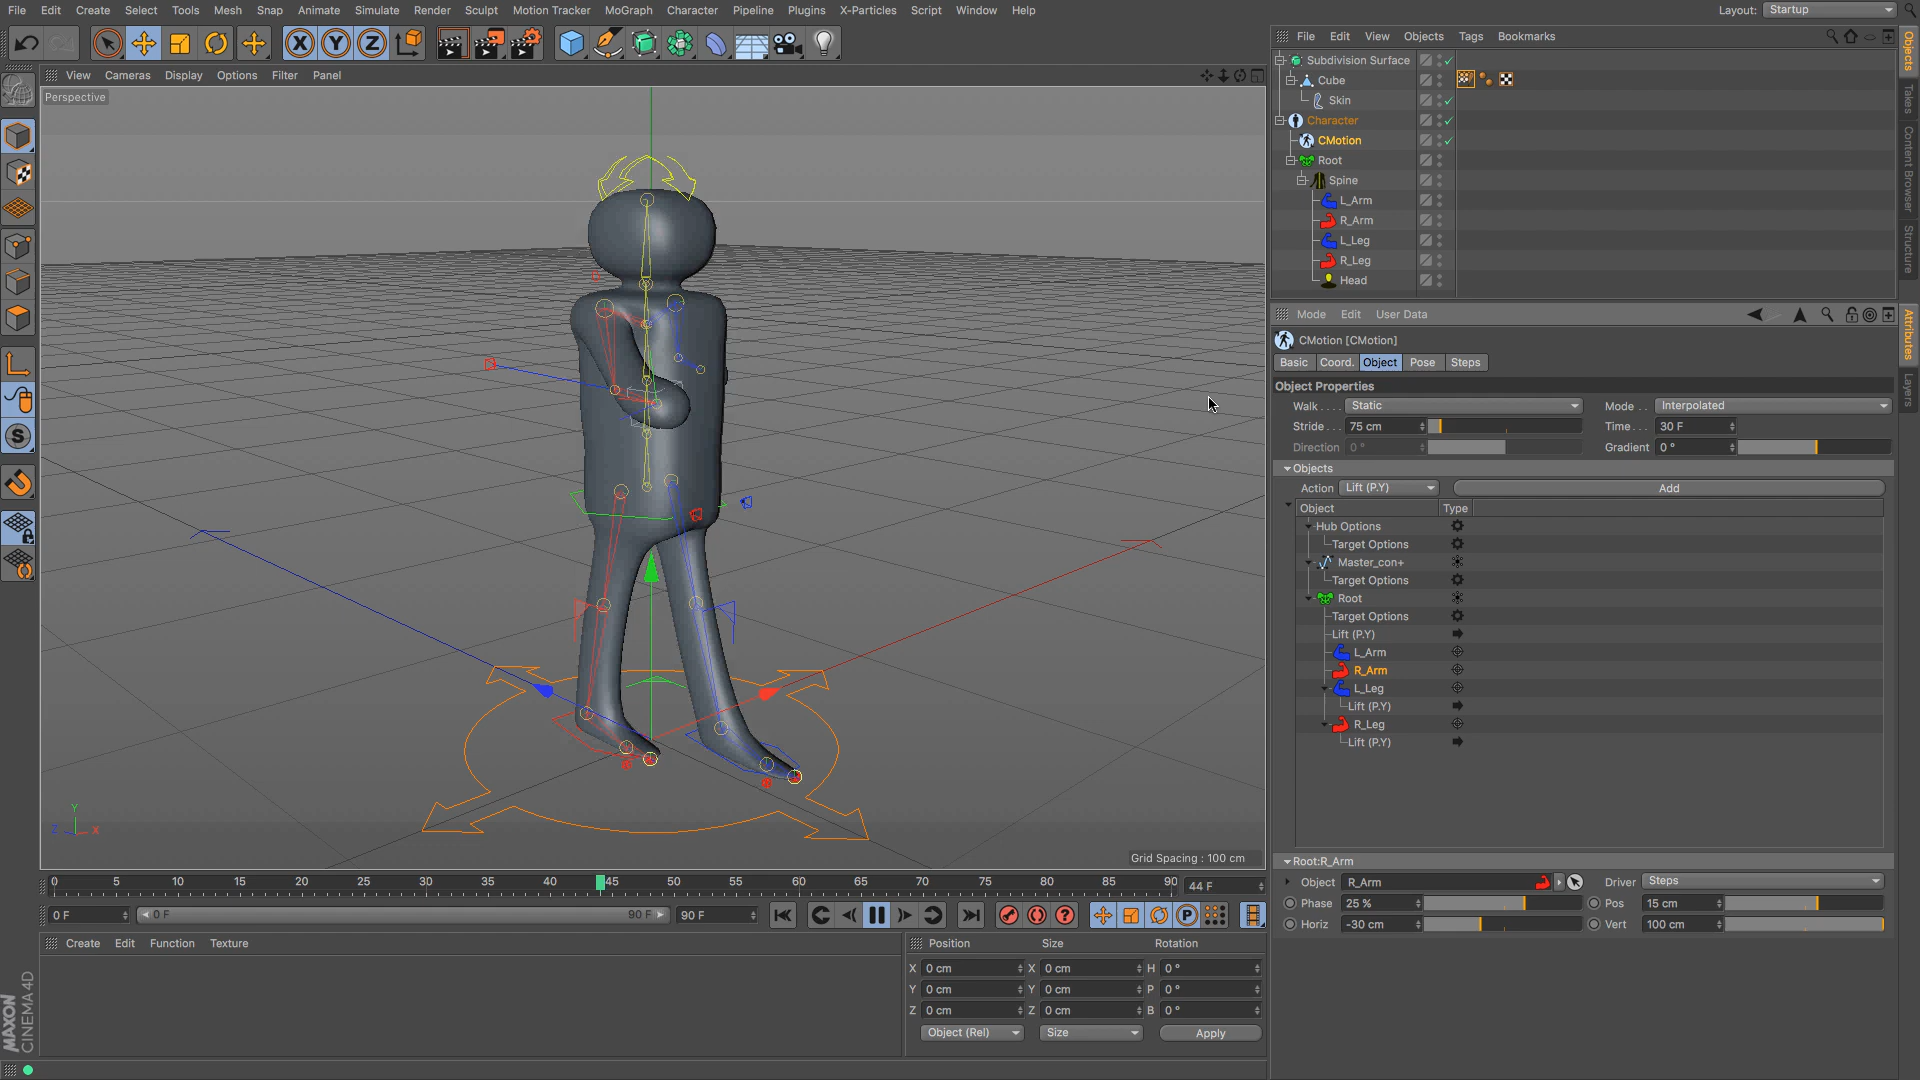 File Edit Create Select Tools Mesh Snap Animate Simulate Render Sculpt Motion Tracker MoGraph Character Pipeline Plugins X-Particles Script Window Help Layout: Startup
File Edit View Objects Tags Bookmarks
View Cameras Display Options Filter Panel
Perspective
Subdivision Surface
Cube
Skin
Character
CMotion
Root
Spine
L_Arm
R_Arm
L_Leg
R_Leg
Head
Objects
Takes
Content Browser
Structure
Attributes
Layers
Mode Edit User Data
CMotion [CMotion]
Basic Coord. Object Pose Steps
Object Properties
Walk . . . . Static Mode . . Interpolated
Stride . . . 75 cm Time . . . 30 F
Direction 0 ° Gradient 0 °
Objects
Action Lift (P.Y) Add
Object Type
Hub Options
Target Options
Master_con+
Target Options
Root
Target Options
Lift (P.Y)
L_Arm
R_Arm
L_Leg
Lift (P.Y)
R_Leg
Lift (P.Y)
Root:R_Arm
Object R_Arm Driver Steps
Phase 25 % Pos 15 cm
Horiz -30 cm Vert 100 cm
Y
Z X
Grid Spacing : 100 cm
0 5 10 15 20 25 30 35 40 45 50 55 60 65 70 75 80 85 90 44 F
0 F 0 F 90 F 90 F
Create Edit Function Texture
Position Size Rotation
X 0 cm X 0 cm H 0 °
Y 0 cm Y 0 cm P 0 °
Z 0 cm Z 0 cm B 0 °
Object (Rel) Size Apply
MAXON
CINEMA 4D